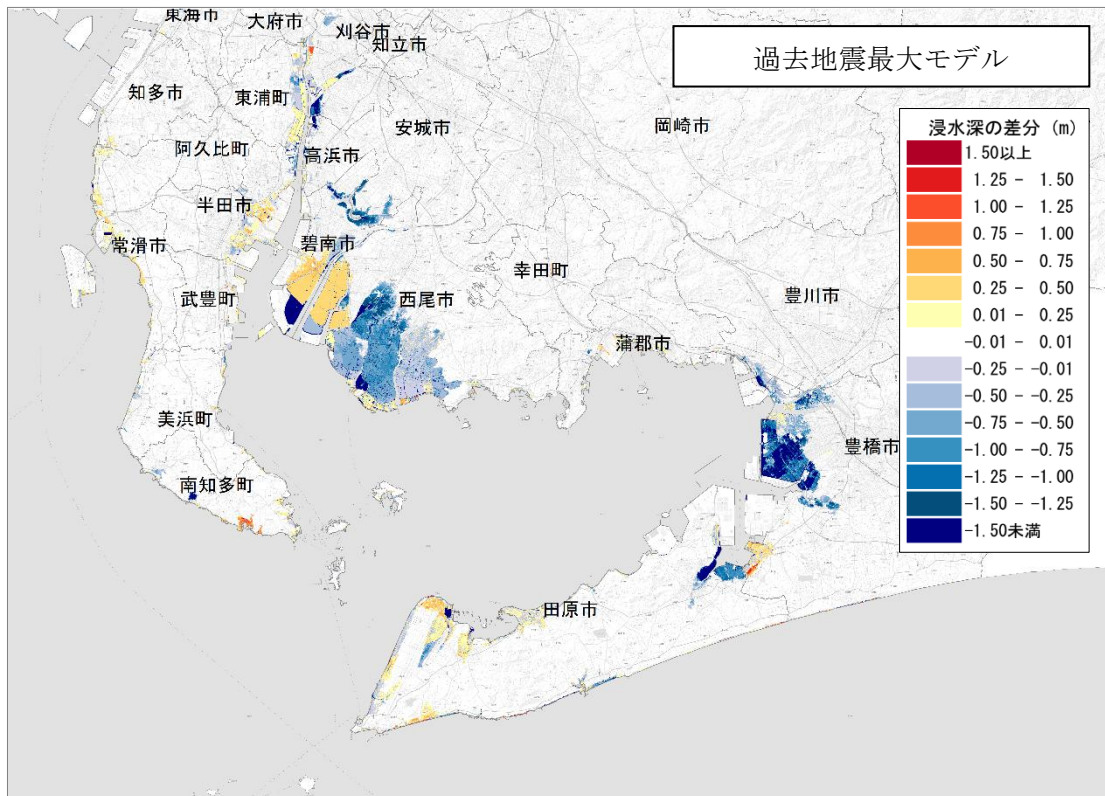 東海市
大府市
刈谷市
知立市
過去地震最大モデル
知多市
東浦町
安城市
岡崎市
阿久比町
高浜市
半田市
常滑市
碧南市
幸田町
武豊町
西尾市
豊川市
蒲郡市
美浜町
豊橋市
南知多町
田原市
浸水深の差分 (m)
1.50以上
1.25 - 1.50
1.00 - 1.25
0.75 - 1.00
0.50 - 0.75
0.25 - 0.50
0.01 - 0.25
-0.01 - 0.01
-0.25 - -0.01
-0.50 - -0.25
-0.75 - -0.50
-1.00 - -0.75
-1.25 - -1.00
-1.50 - -1.25
-1.50未満